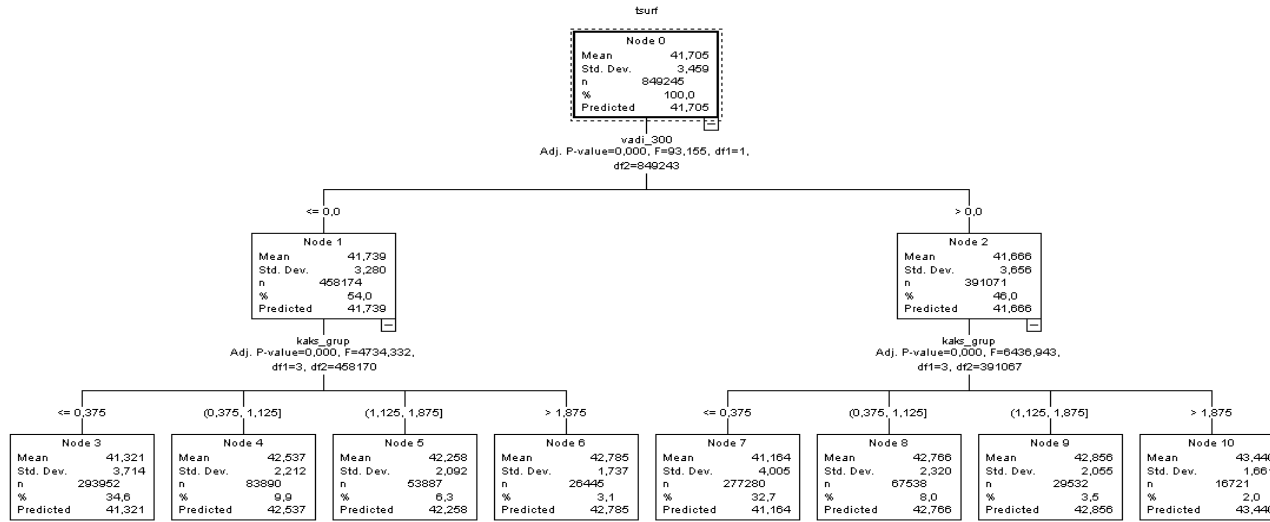 tsurf
Node 0
Mean 41,705
Std. Dev. 3,459
n 849245
% 100,0
Predicted 41,705
vadi_300
Adj. P-value=0,000, F=93,155, df1=1,
df2=849243
<= 0,0
> 0,0
Node 1
Mean 41,739
Std. Dev. 3,280
n 458174
% 54,0
Predicted 41,739
Node 2
Mean 41,666
Std. Dev. 3,656
n 391071
% 46,0
Predicted 41,666
kaks_grup
Adj. P-value=0,000, F=4734,332,
df1=3, df2=458170
kaks_grup
Adj. P-value=0,000, F=6436,943,
df1=3, df2=391067
<= 0,375
(0,375, 1,125]
(1,125, 1,875]
> 1,875
<= 0,375
(0,375, 1,125]
(1,125, 1,875]
> 1,875
Node 3
Mean 41,321
Std. Dev. 3,714
n 293952
% 34,6
Predicted 41,321
Node 4
Mean 42,537
Std. Dev. 2,212
n 83890
% 9,9
Predicted 42,537
Node 5
Mean 42,258
Std. Dev. 2,092
n 53887
% 6,3
Predicted 42,258
Node 6
Mean 42,785
Std. Dev. 1,737
n 26445
% 3,1
Predicted 42,785
Node 7
Mean 41,164
Std. Dev. 4,005
n 277280
% 32,7
Predicted 41,164
Node 8
Mean 42,766
Std. Dev. 2,320
n 67538
% 8,0
Predicted 42,766
Node 9
Mean 42,856
Std. Dev. 2,055
n 29532
% 3,5
Predicted 42,856
Node 10
Mean 43,440
Std. Dev. 1,661
n 16721
% 2,0
Predicted 43,440